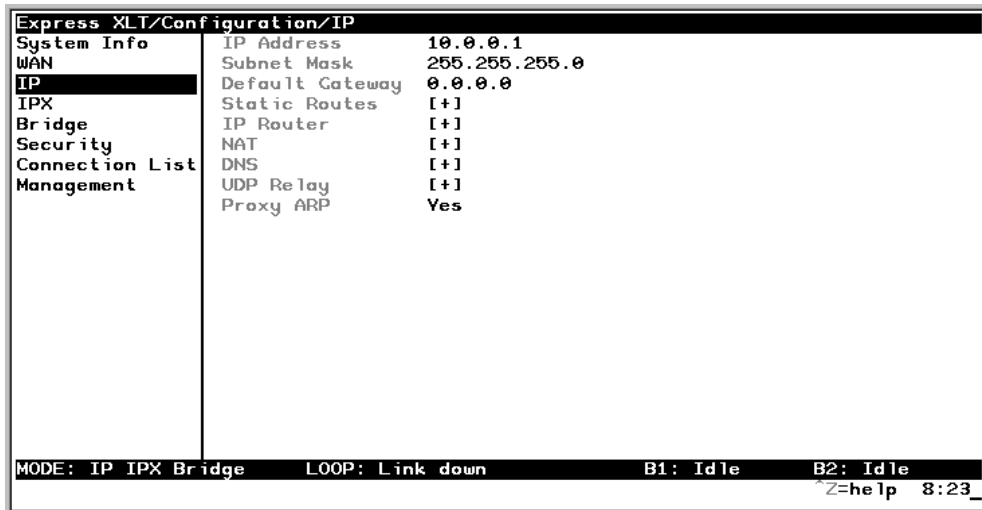 Express XLT/Configuration/IP
System Info IP Address 10.0.0.1
WAN Subnet Mask 255.255.255.0
IP Default Gateway 0.0.0.0
IPX Static Routes [+]
Bridge IP Router [+]
Security NAT [+]
Connection List DNS [+]
Management UDP Relay [+]
Proxy ARP Yes
MODE: IP IPX Bridge LOOP: Link down B1: Idle B2: Idle
^Z=help 8:23_